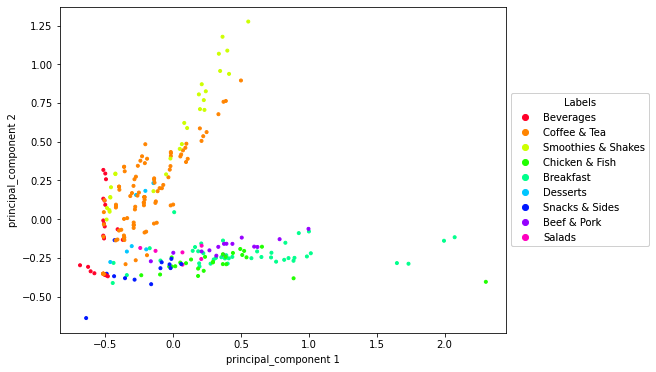 1.25
1.00
0.75
0.50
0.25
0.00
−0.25
−0.50
principal_component 2
−0.5
0.0
0.5
1.0
1.5
2.0
principal_component 1
Labels
Beverages
Coffee & Tea
Smoothies & Shakes
Chicken & Fish
Breakfast
Desserts
Snacks & Sides
Beef & Pork
Salads